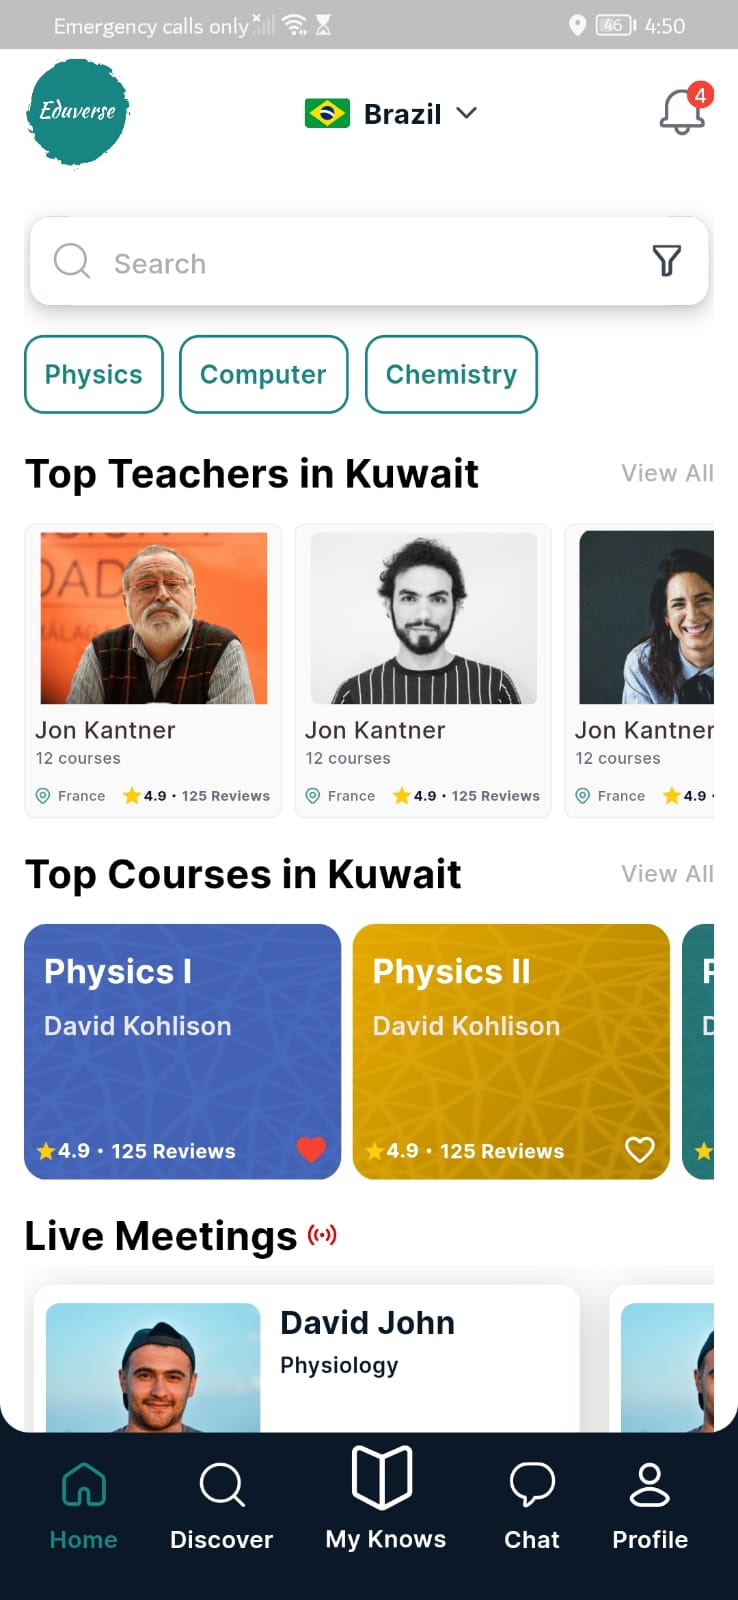 Emergency calls only 46 4:50
Eduverse
Brazil
4
Search
Physics Computer Chemistry
Top Teachers in Kuwait View All
DAD
MÁLAG
Jon Kantner Jon Kantner Jon Kantner
12 courses 12 courses 12 courses
France 4.9 • 125 Reviews France 4.9 • 125 Reviews France 4.9 •
Top Courses in Kuwait View All
Physics I Physics II
David Kohlison David Kohlison
4.9 • 125 Reviews 4.9 • 125 Reviews
Live Meetings
David John
Physiology
Home Discover My Knows Chat Profile